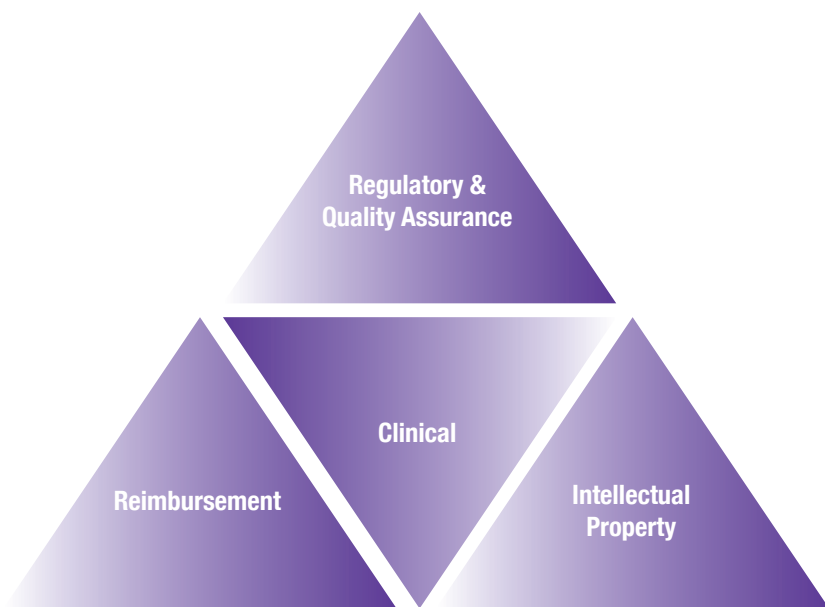 Regulatory &
Quality Assurance
Clinical
Reimbursement
Intellectual
Property